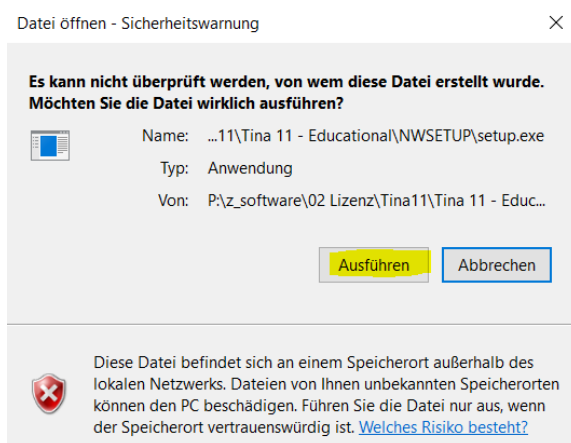 Datei öffnen - Sicherheitswarnung
Es kann nicht überprüft werden, von wem diese Datei erstellt wurde.
Möchten Sie die Datei wirklich ausführen?
Name: ...11\Tina 11 - Educational\NWSETUP\setup.exe
Typ: Anwendung
Von: P:\z_software\02 Lizenz\Tina11\Tina 11 - Educ...
Ausführen Abbrechen
Diese Datei befindet sich an einem Speicherort außerhalb des
lokalen Netzwerks. Dateien von Ihnen unbekannten Speicherorten
können den PC beschädigen. Führen Sie die Datei nur aus, wenn
der Speicherort vertrauenswürdig ist. Welches Risiko besteht?